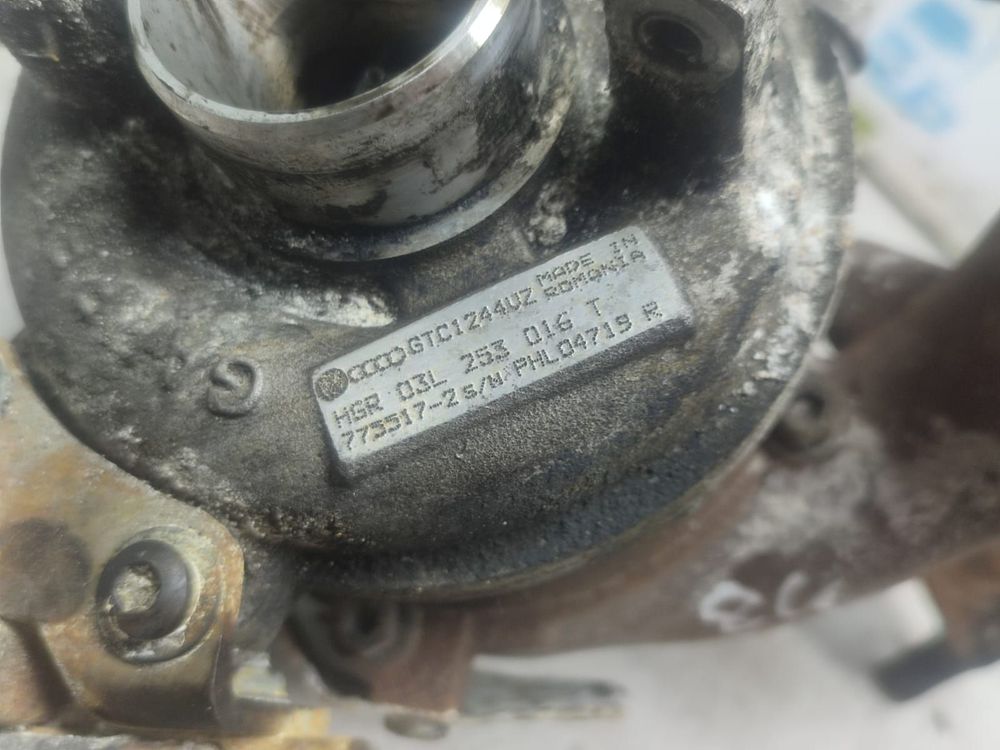 GTC1244VZ MADE IN ROMANIA
HGR 03L 253 016 T
775517-2 S/N PHL04719 R
G